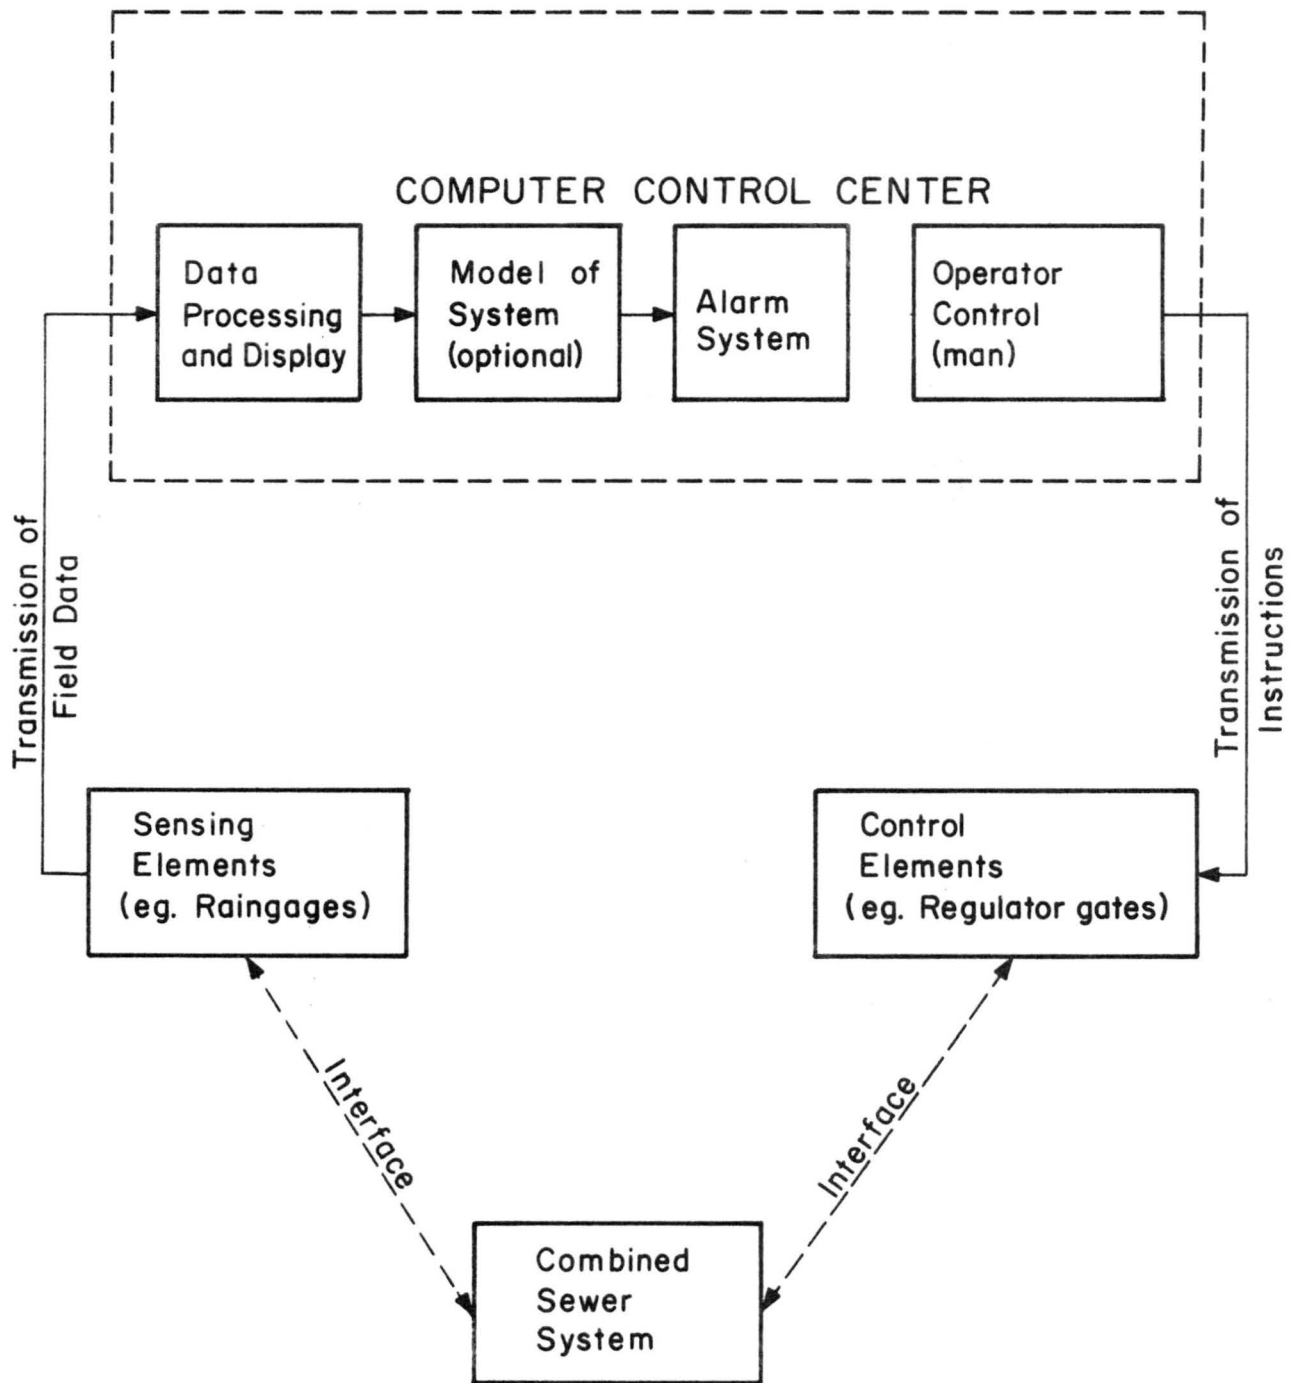 COMPUTER CONTROL CENTER
Data
Processing
and Display
Model of
System
(optional)
Alarm
System
Operator
Control
(man)
Transmission of
Field Data
Transmission of
Instructions
Sensing
Elements
(eg. Raingages)
Control
Elements
(eg. Regulator gates)
Interface
Interface
Combined
Sewer
System